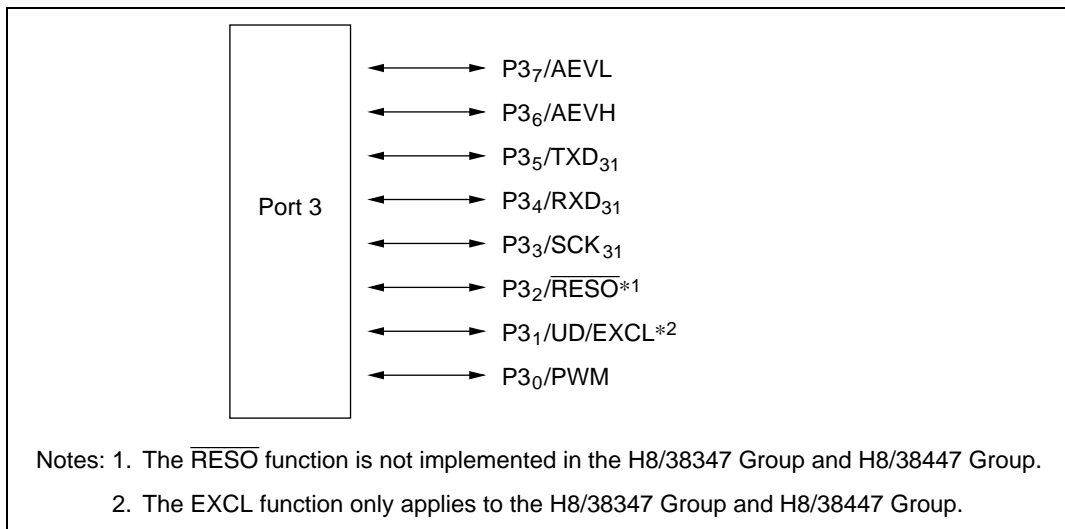 Port 3
P3₇/AEVL
P3₆/AEVH
P3₅/TXD₃₁
P3₄/RXD₃₁
P3₃/SCK₃₁
P3₂/R̅E̅S̅O̅*1
P3₁/UD/EXCL*2
P3₀/PWM
Notes: 1. The R̅E̅S̅O̅ function is not implemented in the H8/38347 Group and H8/38447 Group.
2. The EXCL function only applies to the H8/38347 Group and H8/38447 Group.